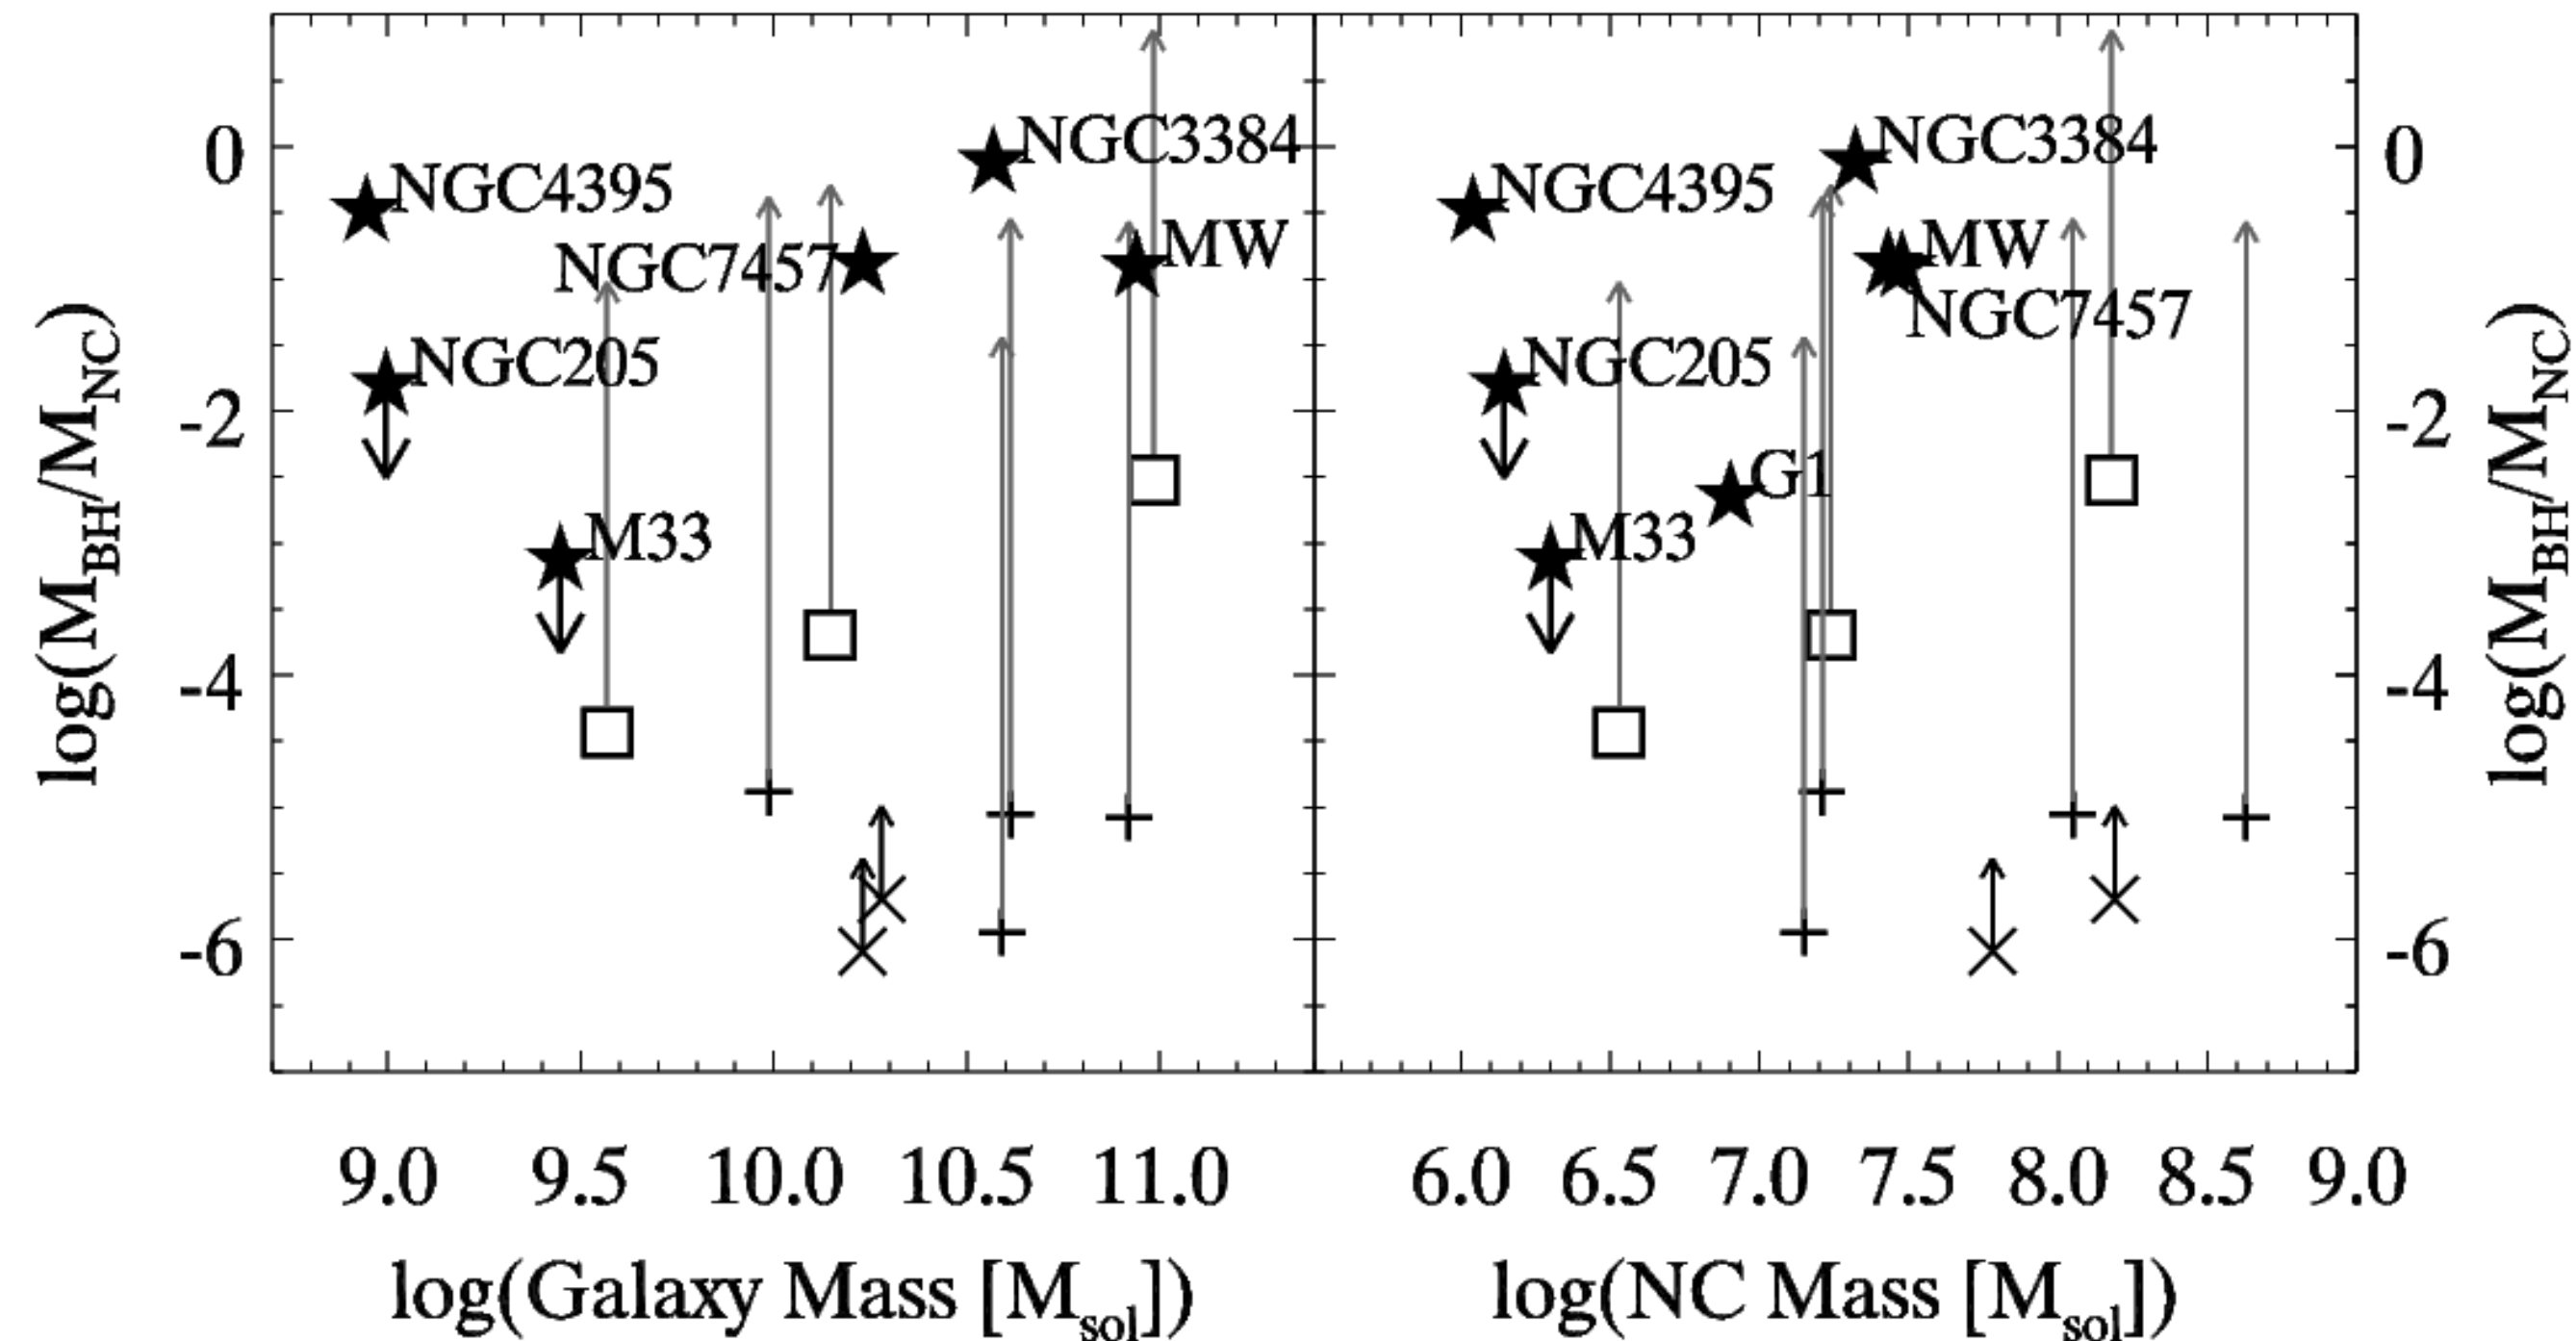 log(M_BH/M_NC)
0
-2
-4
-6
NGC4395
NGC3384
NGC7457
MW
NGC205
M33
9.0 9.5 10.0 10.5 11.0
log(Galaxy Mass [M_sol])
NGC3384
NGC4395
MW
NGC7457
NGC205
G1
M33
6.0 6.5 7.0 7.5 8.0 8.5 9.0
log(NC Mass [M_sol])
0
-2
-4
-6
log(M_BH/M_NC)